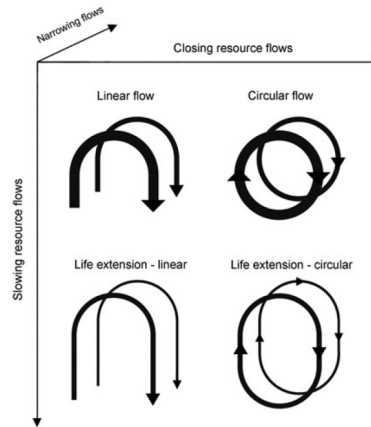 Narrowing flows
Closing resource flows
Linear flow
Circular flow
Slowing resource flows
Life extension - linear
Life extension - circular